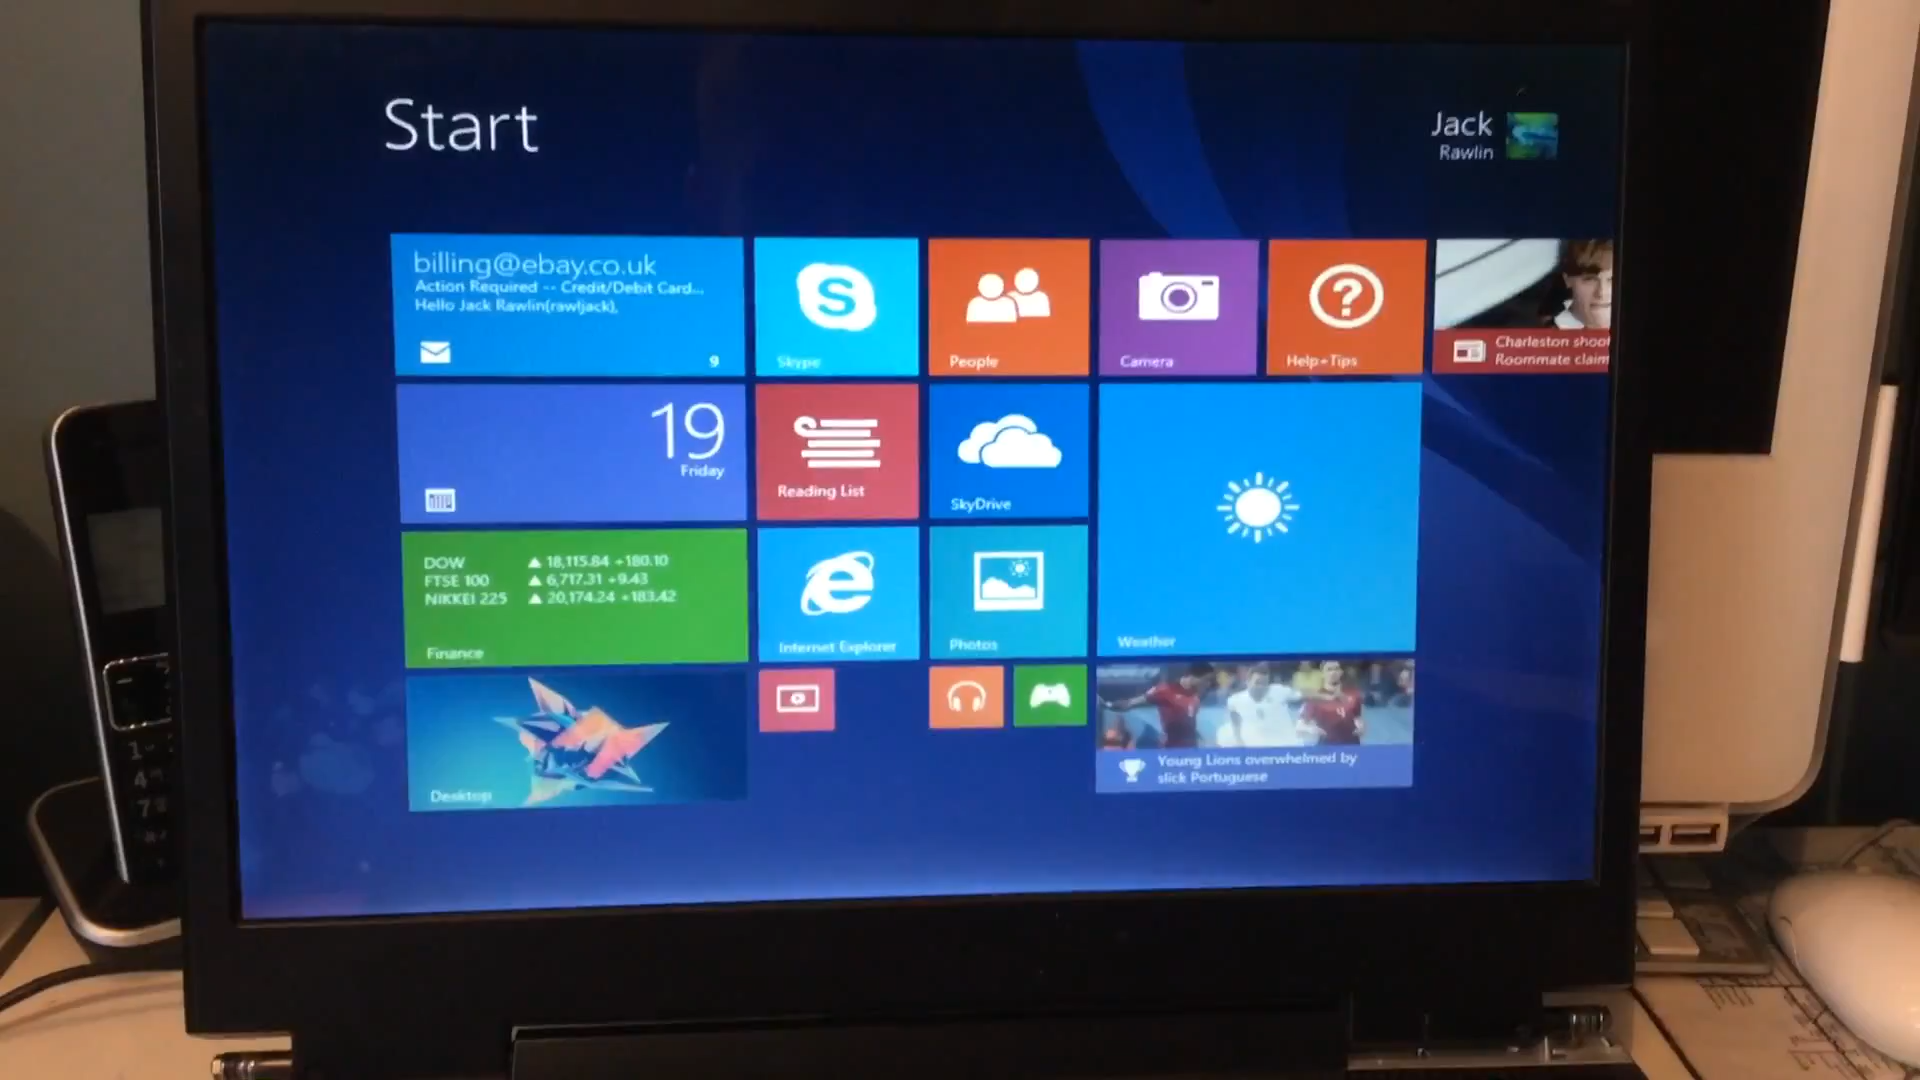 Start
Jack
Rawlin
billing@ebay.co.uk
Action Required -- Credit/Debit Card...
Hello Jack Rawlin(rawljack),
9
Skype
People
Camera
Help+Tips
Charleston shoot
Roommate claim
19
Friday
Reading List
SkyDrive
DOW 18,115.84 +180.10
FTSE 100 6,717.31 +9.43
NIKKEI 225 20,174.24 +183.42
Finance
Internet Explorer
Photos
Weather
Desktop
Young Lions overwhelmed by
slick Portuguese
1
4
7